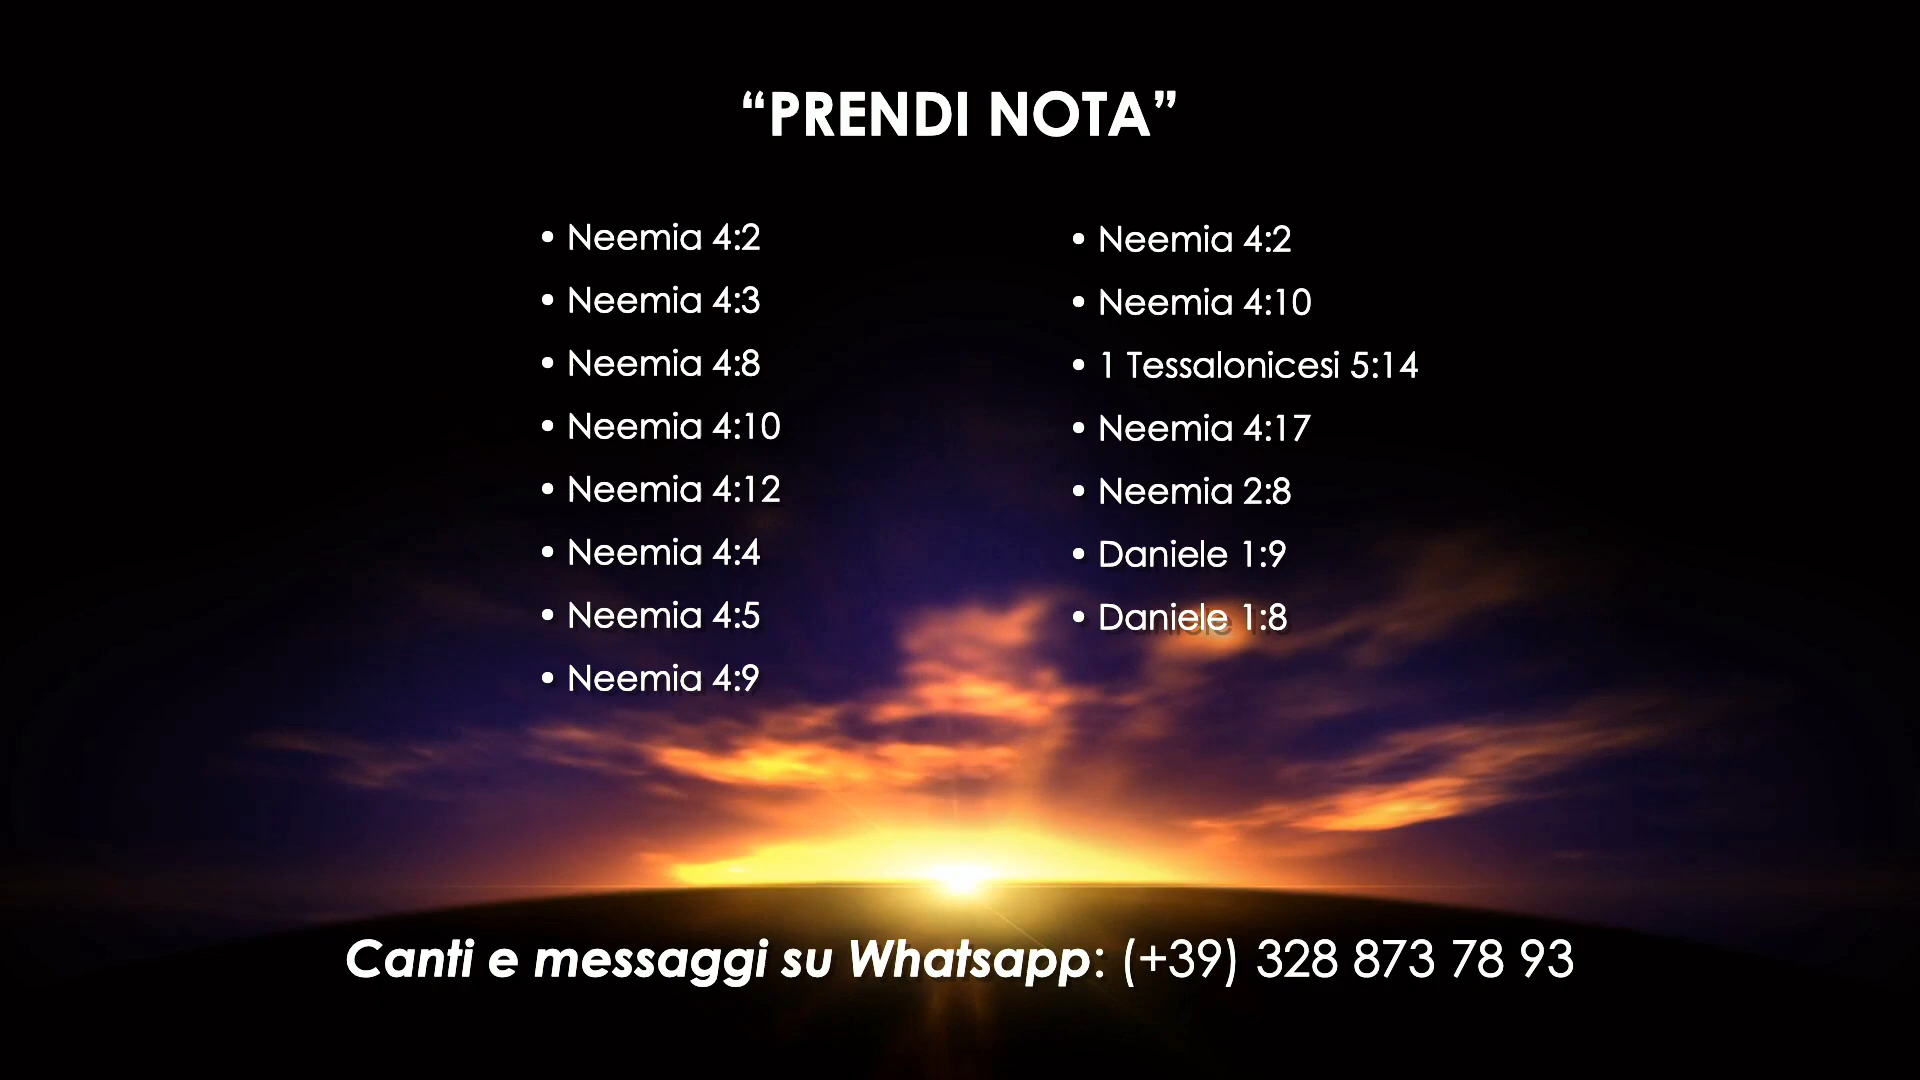 “PRENDI NOTA”
• Neemia 4:2
• Neemia 4:3
• Neemia 4:8
• Neemia 4:10
• Neemia 4:12
• Neemia 4:4
• Neemia 4:5
• Neemia 4:9
• Neemia 4:2
• Neemia 4:10
• 1 Tessalonicesi 5:14
• Neemia 4:17
• Neemia 2:8
• Daniele 1:9
• Daniele 1:8
Canti e messaggi su Whatsapp: (+39) 328 873 78 93